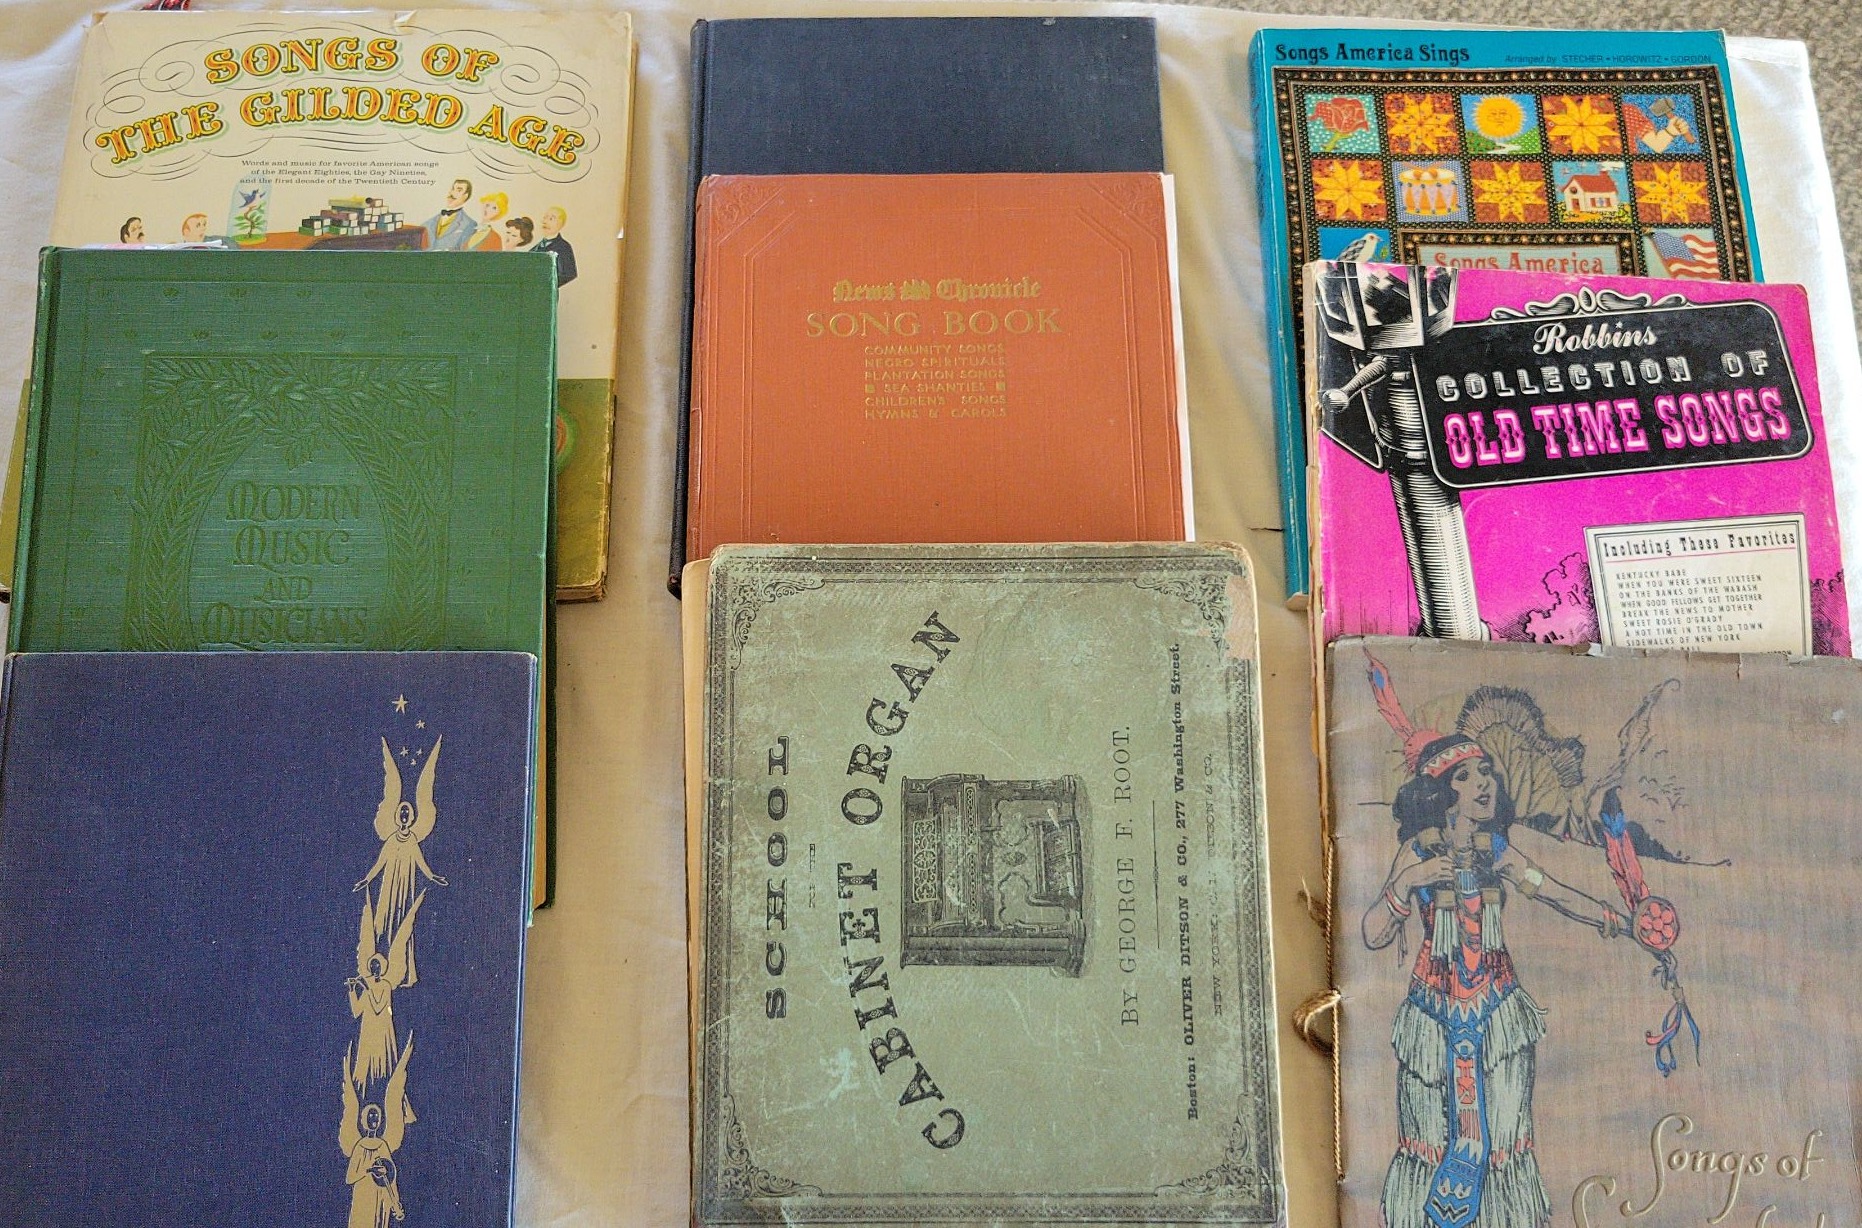 SONGS OF
THE GILDED AGE
Words and music for favorite American songs
of the Elegant Eighties, the Gay Nineties,
and the first decade of the Twentieth Century
MODERN
MUSIC
AND
MUSICIANS
News Chronicle
SONG BOOK
COMMUNITY SONGS
NEGRO SPIRITUALS
PLANTATION SONGS
SEA SHANTIES
CHILDREN'S SONGS
HYMNS & CAROLS
SCHOOL
CABINET ORGAN
BY GEORGE F. ROOT.
Boston: OLIVER DITSON & CO., 277 Washington Street.
NEW YORK: DITSON & CO.
Songs America Sings
Arranged by STECHER • HOROWITZ • GORDON
Songs America
Robbins
COLLECTION OF
OLD TIME SONGS
Including These Favorites
KENTUCKY BABE
WHEN YOU WERE SWEET SIXTEEN
ON THE BANKS OF THE WABASH
WHEN GOOD FELLOWS GET TOGETHER
BREAK THE NEWS TO MOTHER
SWEET ROSIE O'GRADY
A HOT TIME IN THE OLD TOWN
SIDEWALKS OF NEW YORK
Songs of